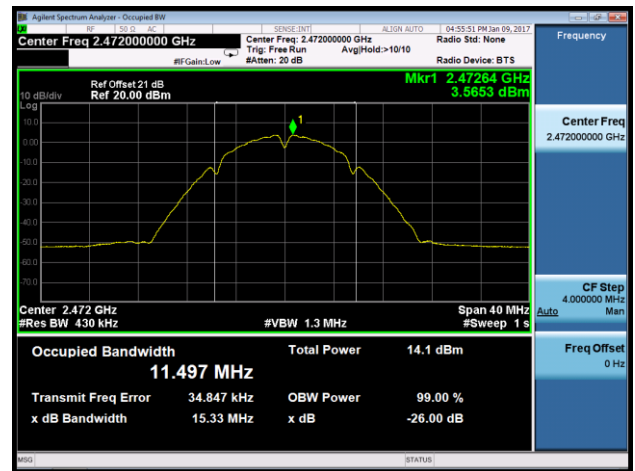 Agilent Spectrum Analyzer - Occupied BW
RF 50 Ω AC SENSE:INT ALIGN AUTO 04:55:51 PM Jan 09, 2017
Center Freq 2.472000000 GHz Center Freq: 2.472000000 GHz Radio Std: None Frequency
Trig: Free Run Avg|Hold:>10/10
#IFGain:Low #Atten: 20 dB Radio Device: BTS
Ref Offset 21 dB Mkr1 2.47264 GHz
10 dB/div Ref 20.00 dBm 3.5653 dBm
Log
10.0
0.00
-10.0
-20.0
-30.0
-40.0
-50.0
-60.0
-70.0
1
Center Freq
2.472000000 GHz
Center 2.472 GHz Span 40 MHz
#Res BW 430 kHz #VBW 1.3 MHz #Sweep 1 s
CF Step
4.000000 MHz
Auto Man
Occupied Bandwidth Total Power 14.1 dBm
11.497 MHz
Freq Offset
0 Hz
Transmit Freq Error 34.847 kHz OBW Power 99.00 %
x dB Bandwidth 15.33 MHz x dB -26.00 dB
MSG STATUS